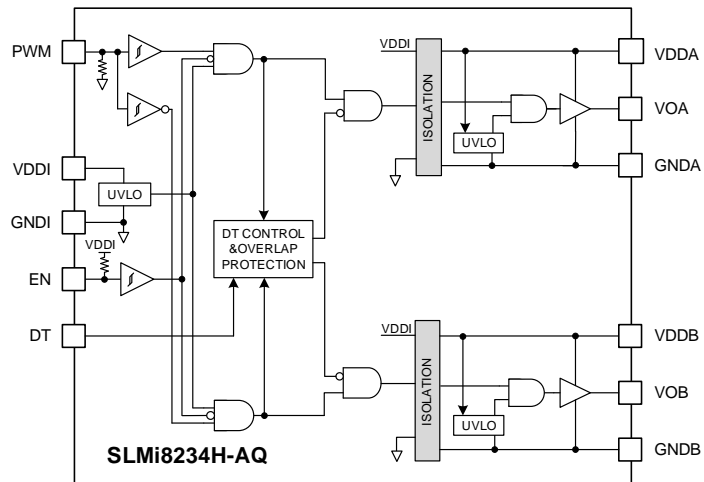 PWM
VDDI
GNDI
EN
DT
UVLO
VDDI
DT CONTROL
&OVERLAP
PROTECTION
VDDI
ISOLATION
UVLO
VDDA
VOA
GNDA
VDDI
ISOLATION
UVLO
VDDB
VOB
GNDB
SLMi8234H-AQ